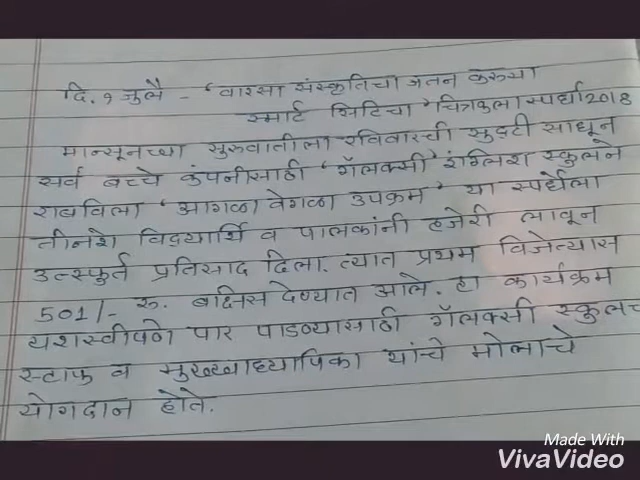 दि. १ जुलै - 'वारसा संस्कृतिचा जतन करूया
स्मार्ट सिटिचा' चित्रकला स्पर्धा 2018
मान्सूनच्या सुरुवातीला रविवारची सुट्टी साधून
सर्व बच्चे कंपनीसाठी 'गॅलक्सी' इंग्लिश स्कुलने
राबविला 'आगळा वेगळा उपक्रम' या स्पर्धेला
तीनशे विद्यार्थि व पालकांनी हजेरी लावून
उत्स्फुर्त प्रतिसाद दिला. त्यात प्रथम विजेत्यास
501/- रू. बक्षिस देण्यात आले. हा कार्यक्रम
यशस्वीपणे पार पाडण्यासाठी गॅलक्सी स्कुलच
स्टाफ व मुख्याध्यापिका यांचे मोलाचे
योगदान होते.
Made With
VivaVideo